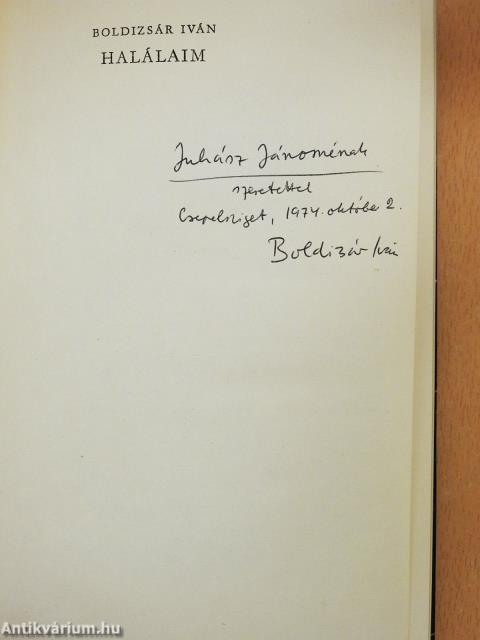 BOLDIZSÁR IVÁN
HALÁLAIM
Juhász Jánosnénak
szeretettel
Csepelsziget, 1974. október 2.
Boldizsár Iván
Antikvárium.hu